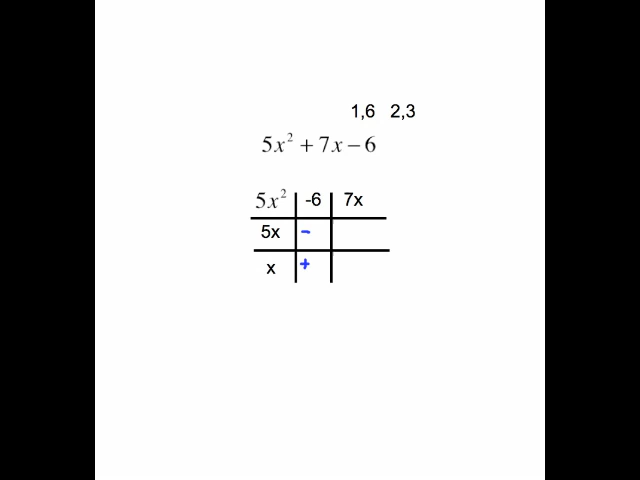 1,6 2,3
5x² + 7x − 6
5x² -6 7x
5x -
x +